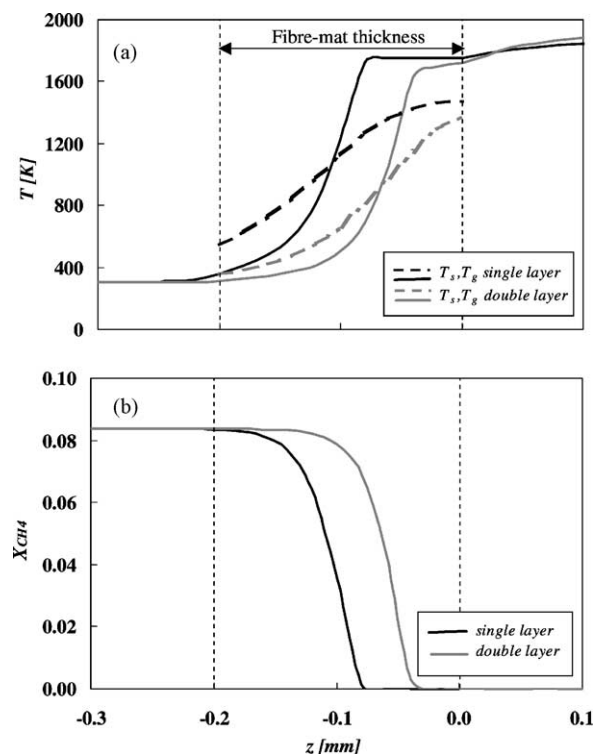 2000
Fibre-mat thickness
(a)
1600
1200
T [K]
800
400
T_s, T_g single layer
T_s, T_g double layer
0
0.10
(b)
0.08
0.06
X_CH4
0.04
0.02
single layer
double layer
0.00
-0.3 -0.2 -0.1 0.0 0.1
z [mm]